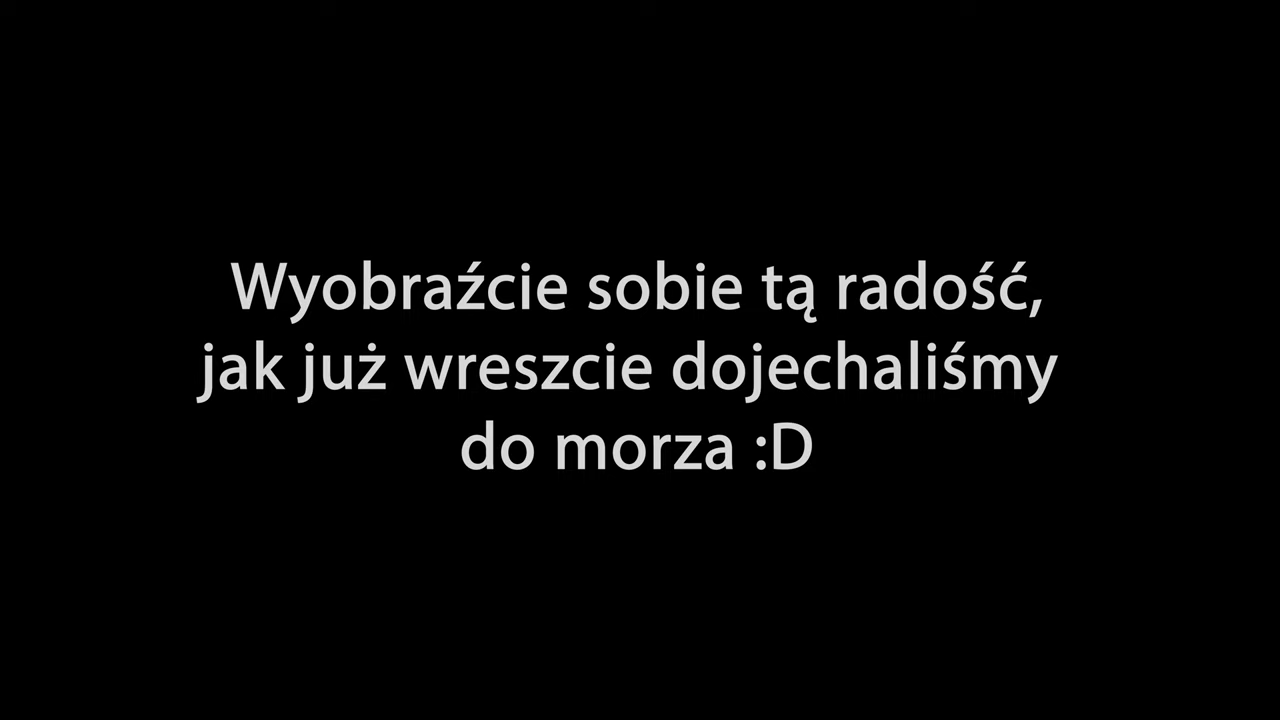 Wyobraźcie sobie tą radość,
jak już wreszcie dojechaliśmy
do morza :D